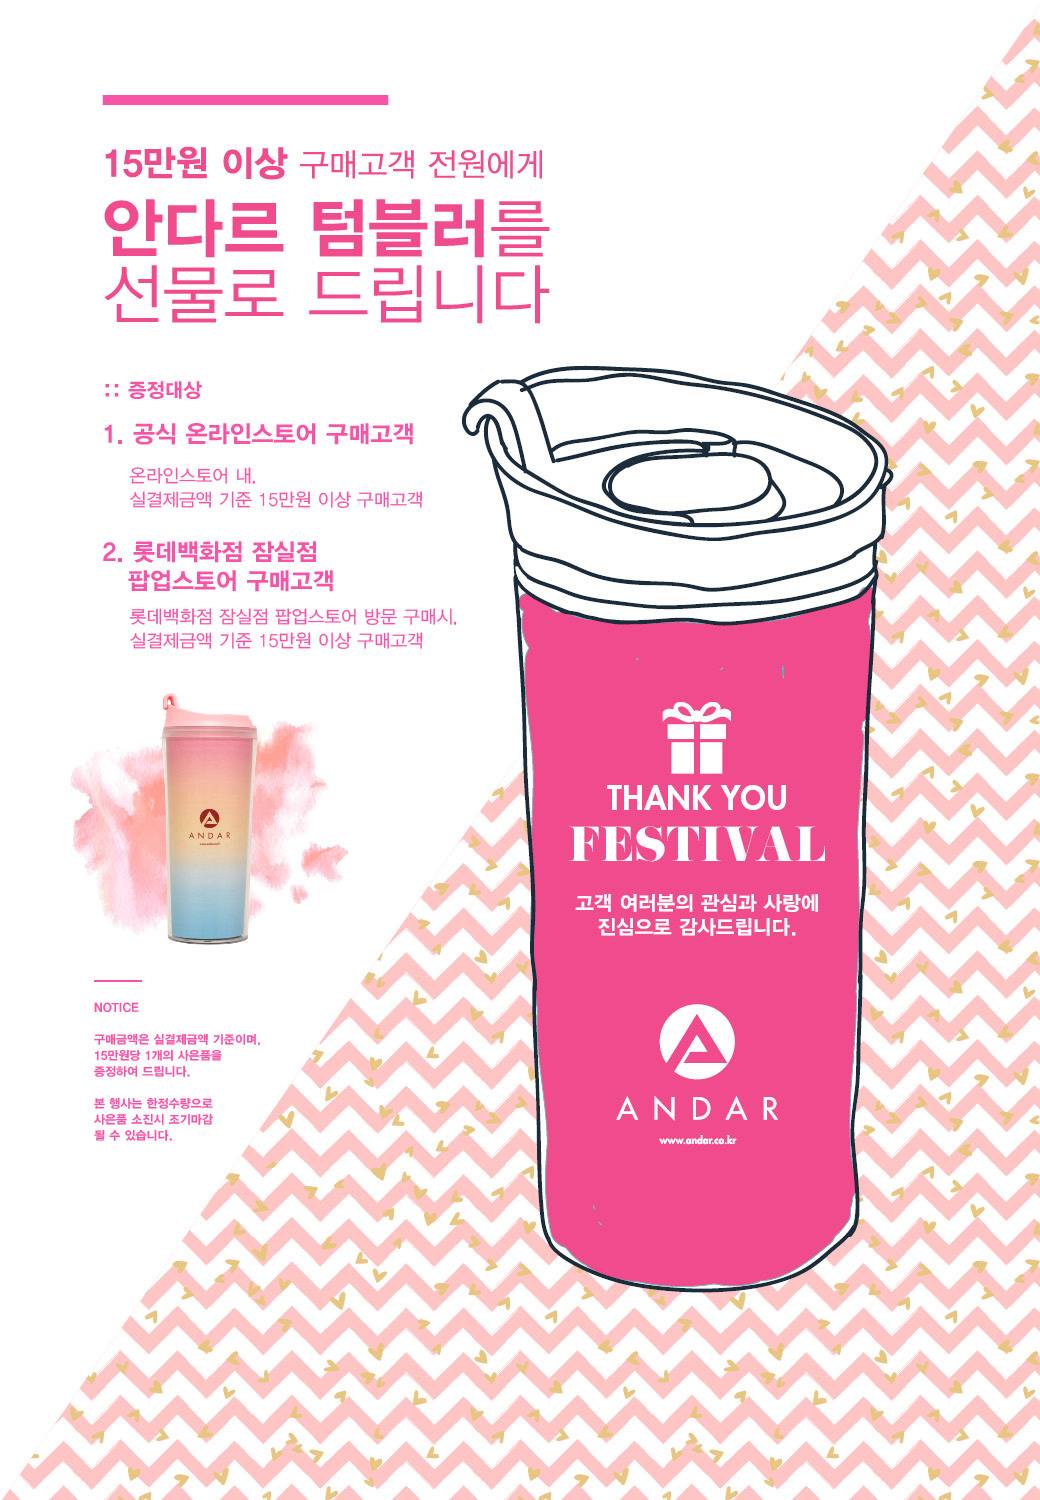 15만원 이상 구매고객 전원에게
안다르 텀블러를
선물로 드립니다
:: 증정대상
1. 공식 온라인스토어 구매고객
온라인스토어 내,
실결제금액 기준 15만원 이상 구매고객
2. 롯데백화점 잠실점
팝업스토어 구매고객
롯데백화점 잠실점 팝업스토어 방문 구매시,
실결제금액 기준 15만원 이상 구매고객
ANDAR
THANK YOU
FESTIVAL
고객 여러분의 관심과 사랑에
진심으로 감사드립니다.
ANDAR
www.andar.co.kr
NOTICE
구매금액은 실결제금액 기준이며,
15만원당 1개의 사은품을
증정하여 드립니다.
본 행사는 한정수량으로
사은품 소진시 조기마감
될 수 있습니다.